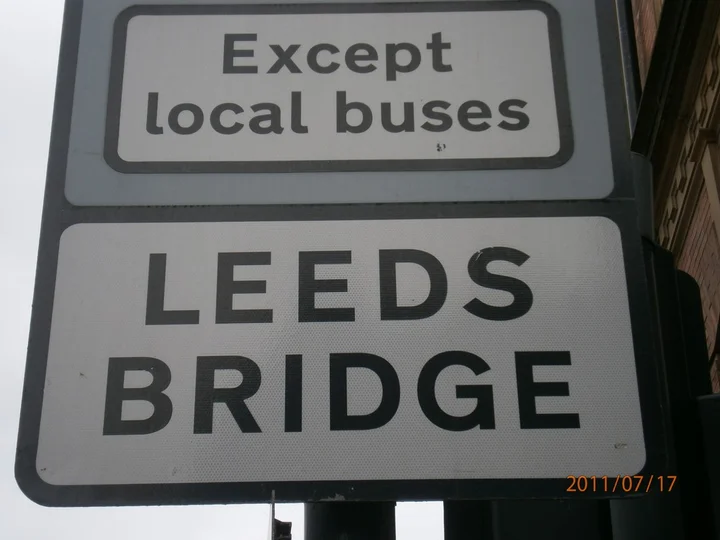 Except
local buses
LEEDS
BRIDGE
2011/07/17